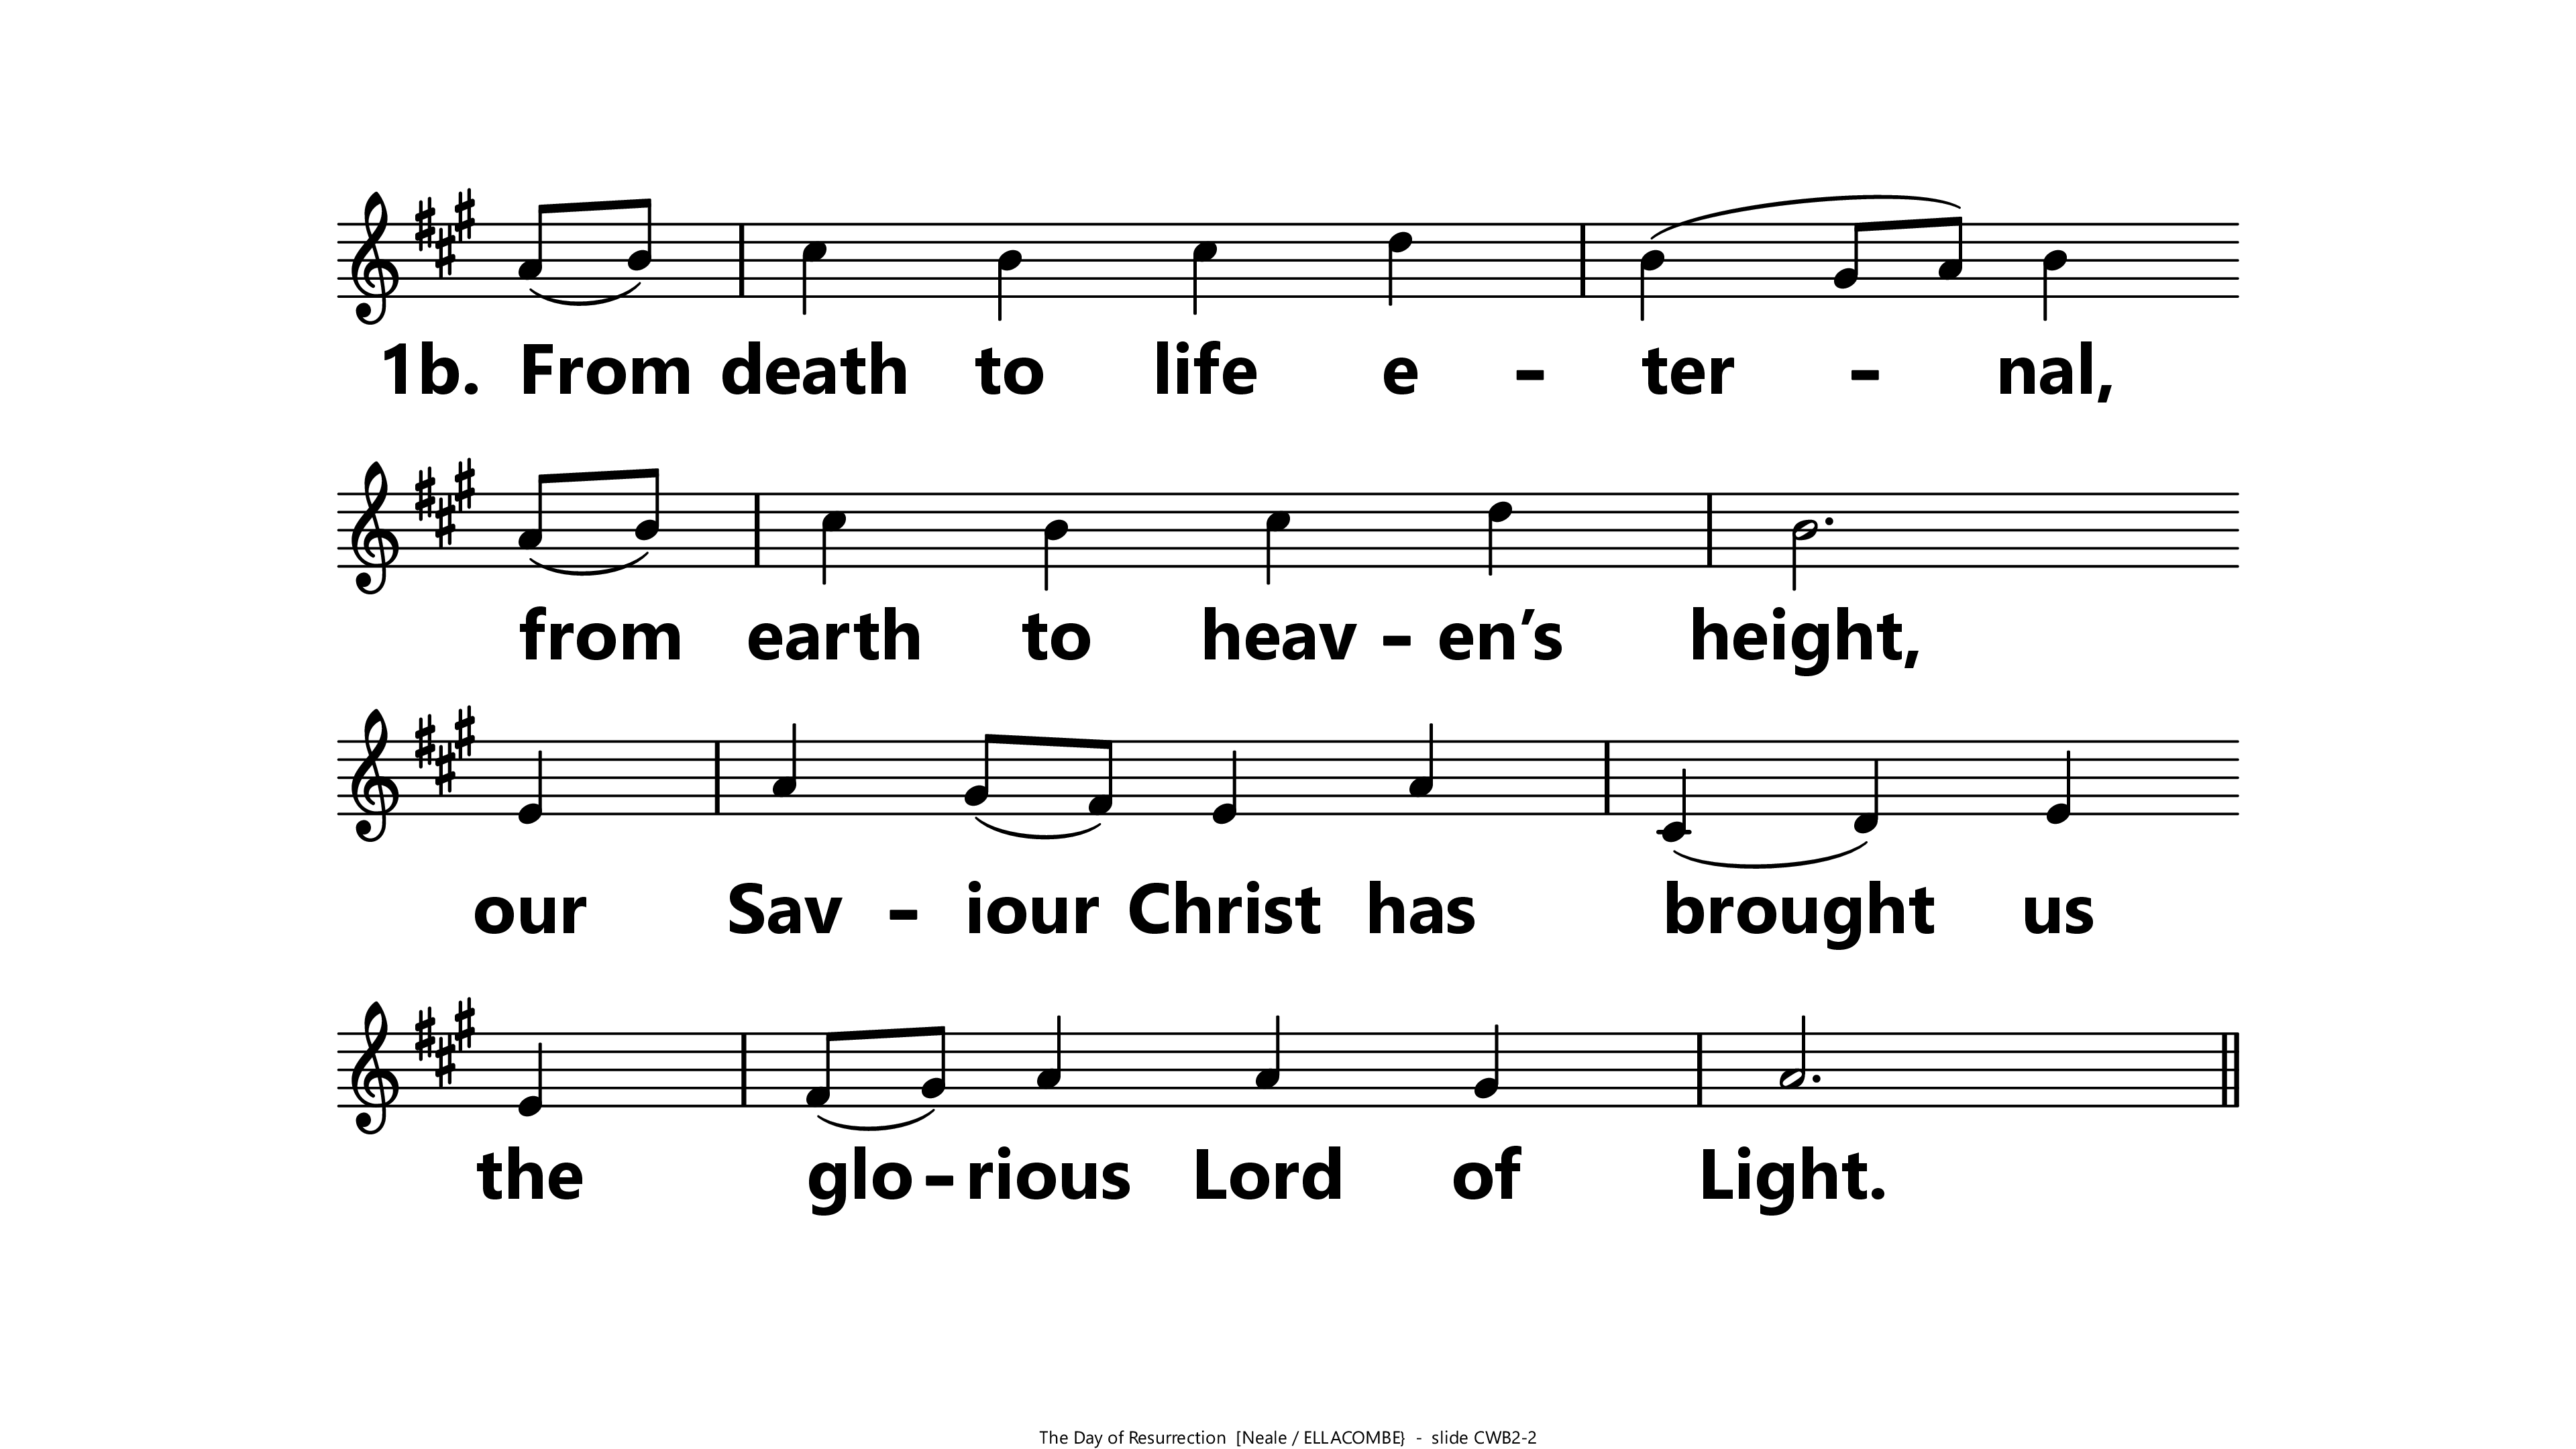 1b. From death to life e - ter - nal,
from earth to heav - en’s height,
our Sav - iour Christ has brought us
the glo - rious Lord of Light.
The Day of Resurrection [Neale / ELLACOMBE} - slide CWB2-2